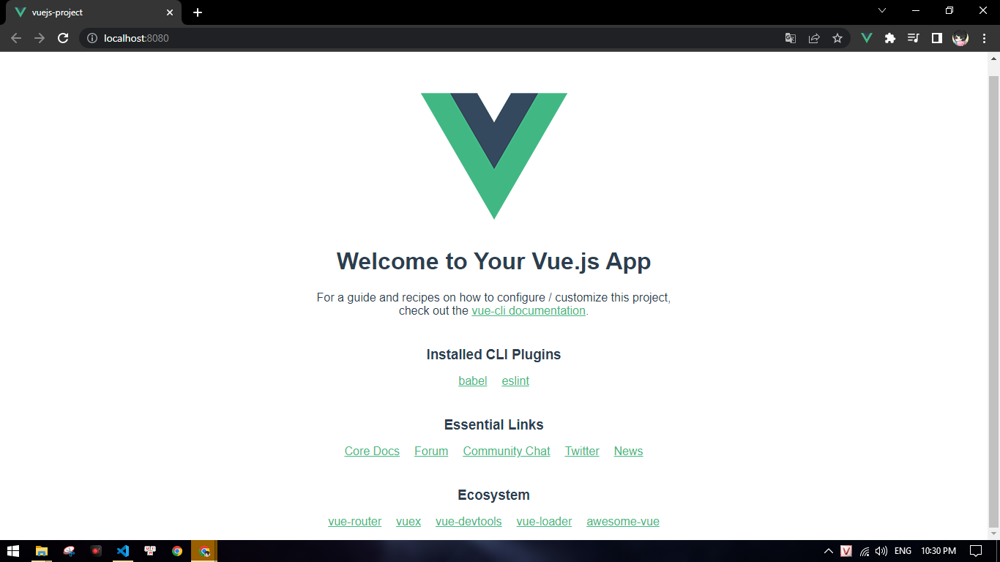 vuejs-project
localhost:8080
Welcome to Your Vue.js App
For a guide and recipes on how to configure / customize this project,
check out the vue-cli documentation.
Installed CLI Plugins
babel eslint
Essential Links
Core Docs Forum Community Chat Twitter News
Ecosystem
vue-router vuex vue-devtools vue-loader awesome-vue
ENG 10:30 PM